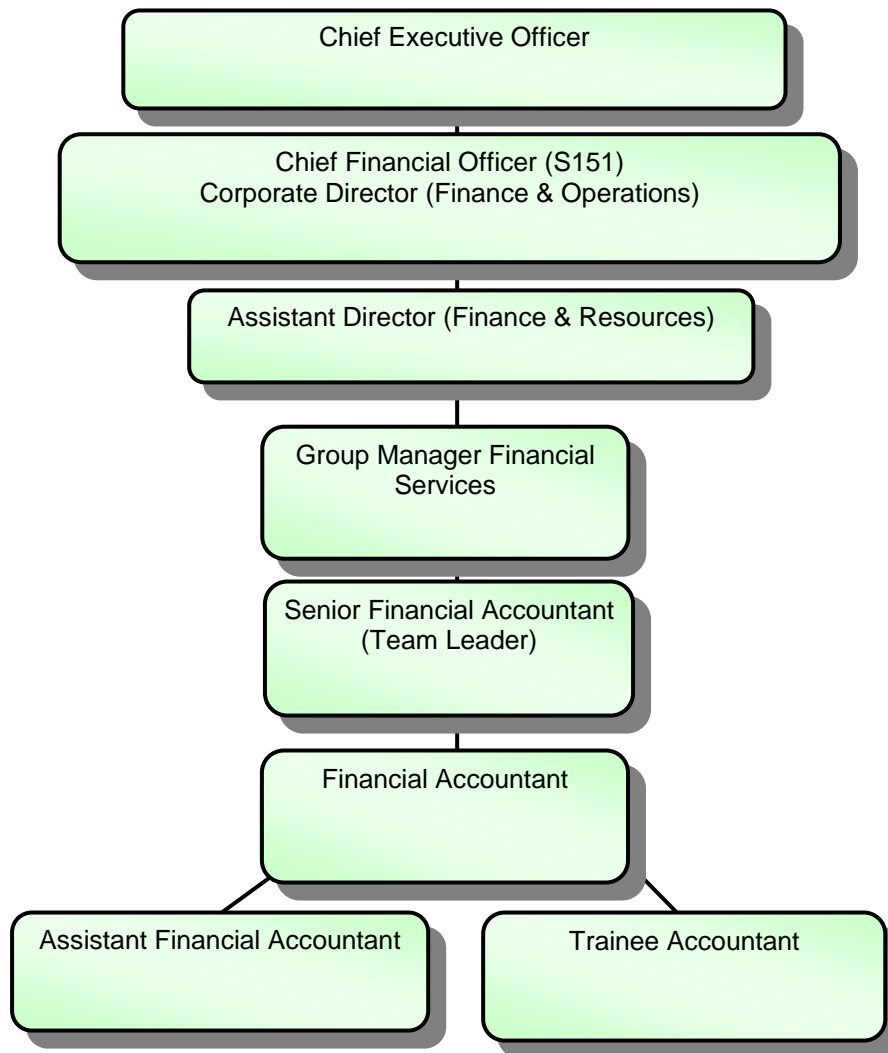 Chief Executive Officer
Chief Financial Officer (S151)
Corporate Director (Finance & Operations)
Assistant Director (Finance & Resources)
Group Manager Financial
Services
Senior Financial Accountant
(Team Leader)
Financial Accountant
Assistant Financial Accountant
Trainee Accountant